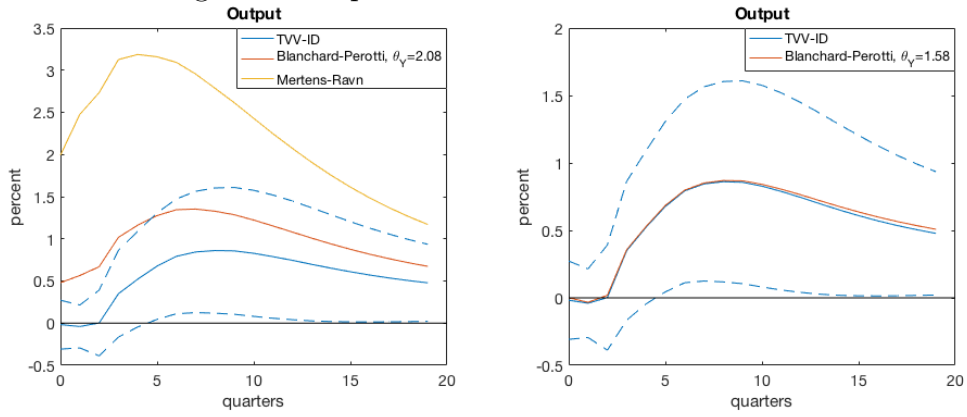 Output
TVV-ID
Blanchard-Perotti, θ_Y=2.08
Mertens-Ravn
3.5
3
2.5
2
1.5
1
0.5
0
-0.5
percent
0
5
10
15
20
quarters
Output
TVV-ID
Blanchard-Perotti, θ_Y=1.58
2
1.5
1
0.5
0
-0.5
percent
0
5
10
15
20
quarters